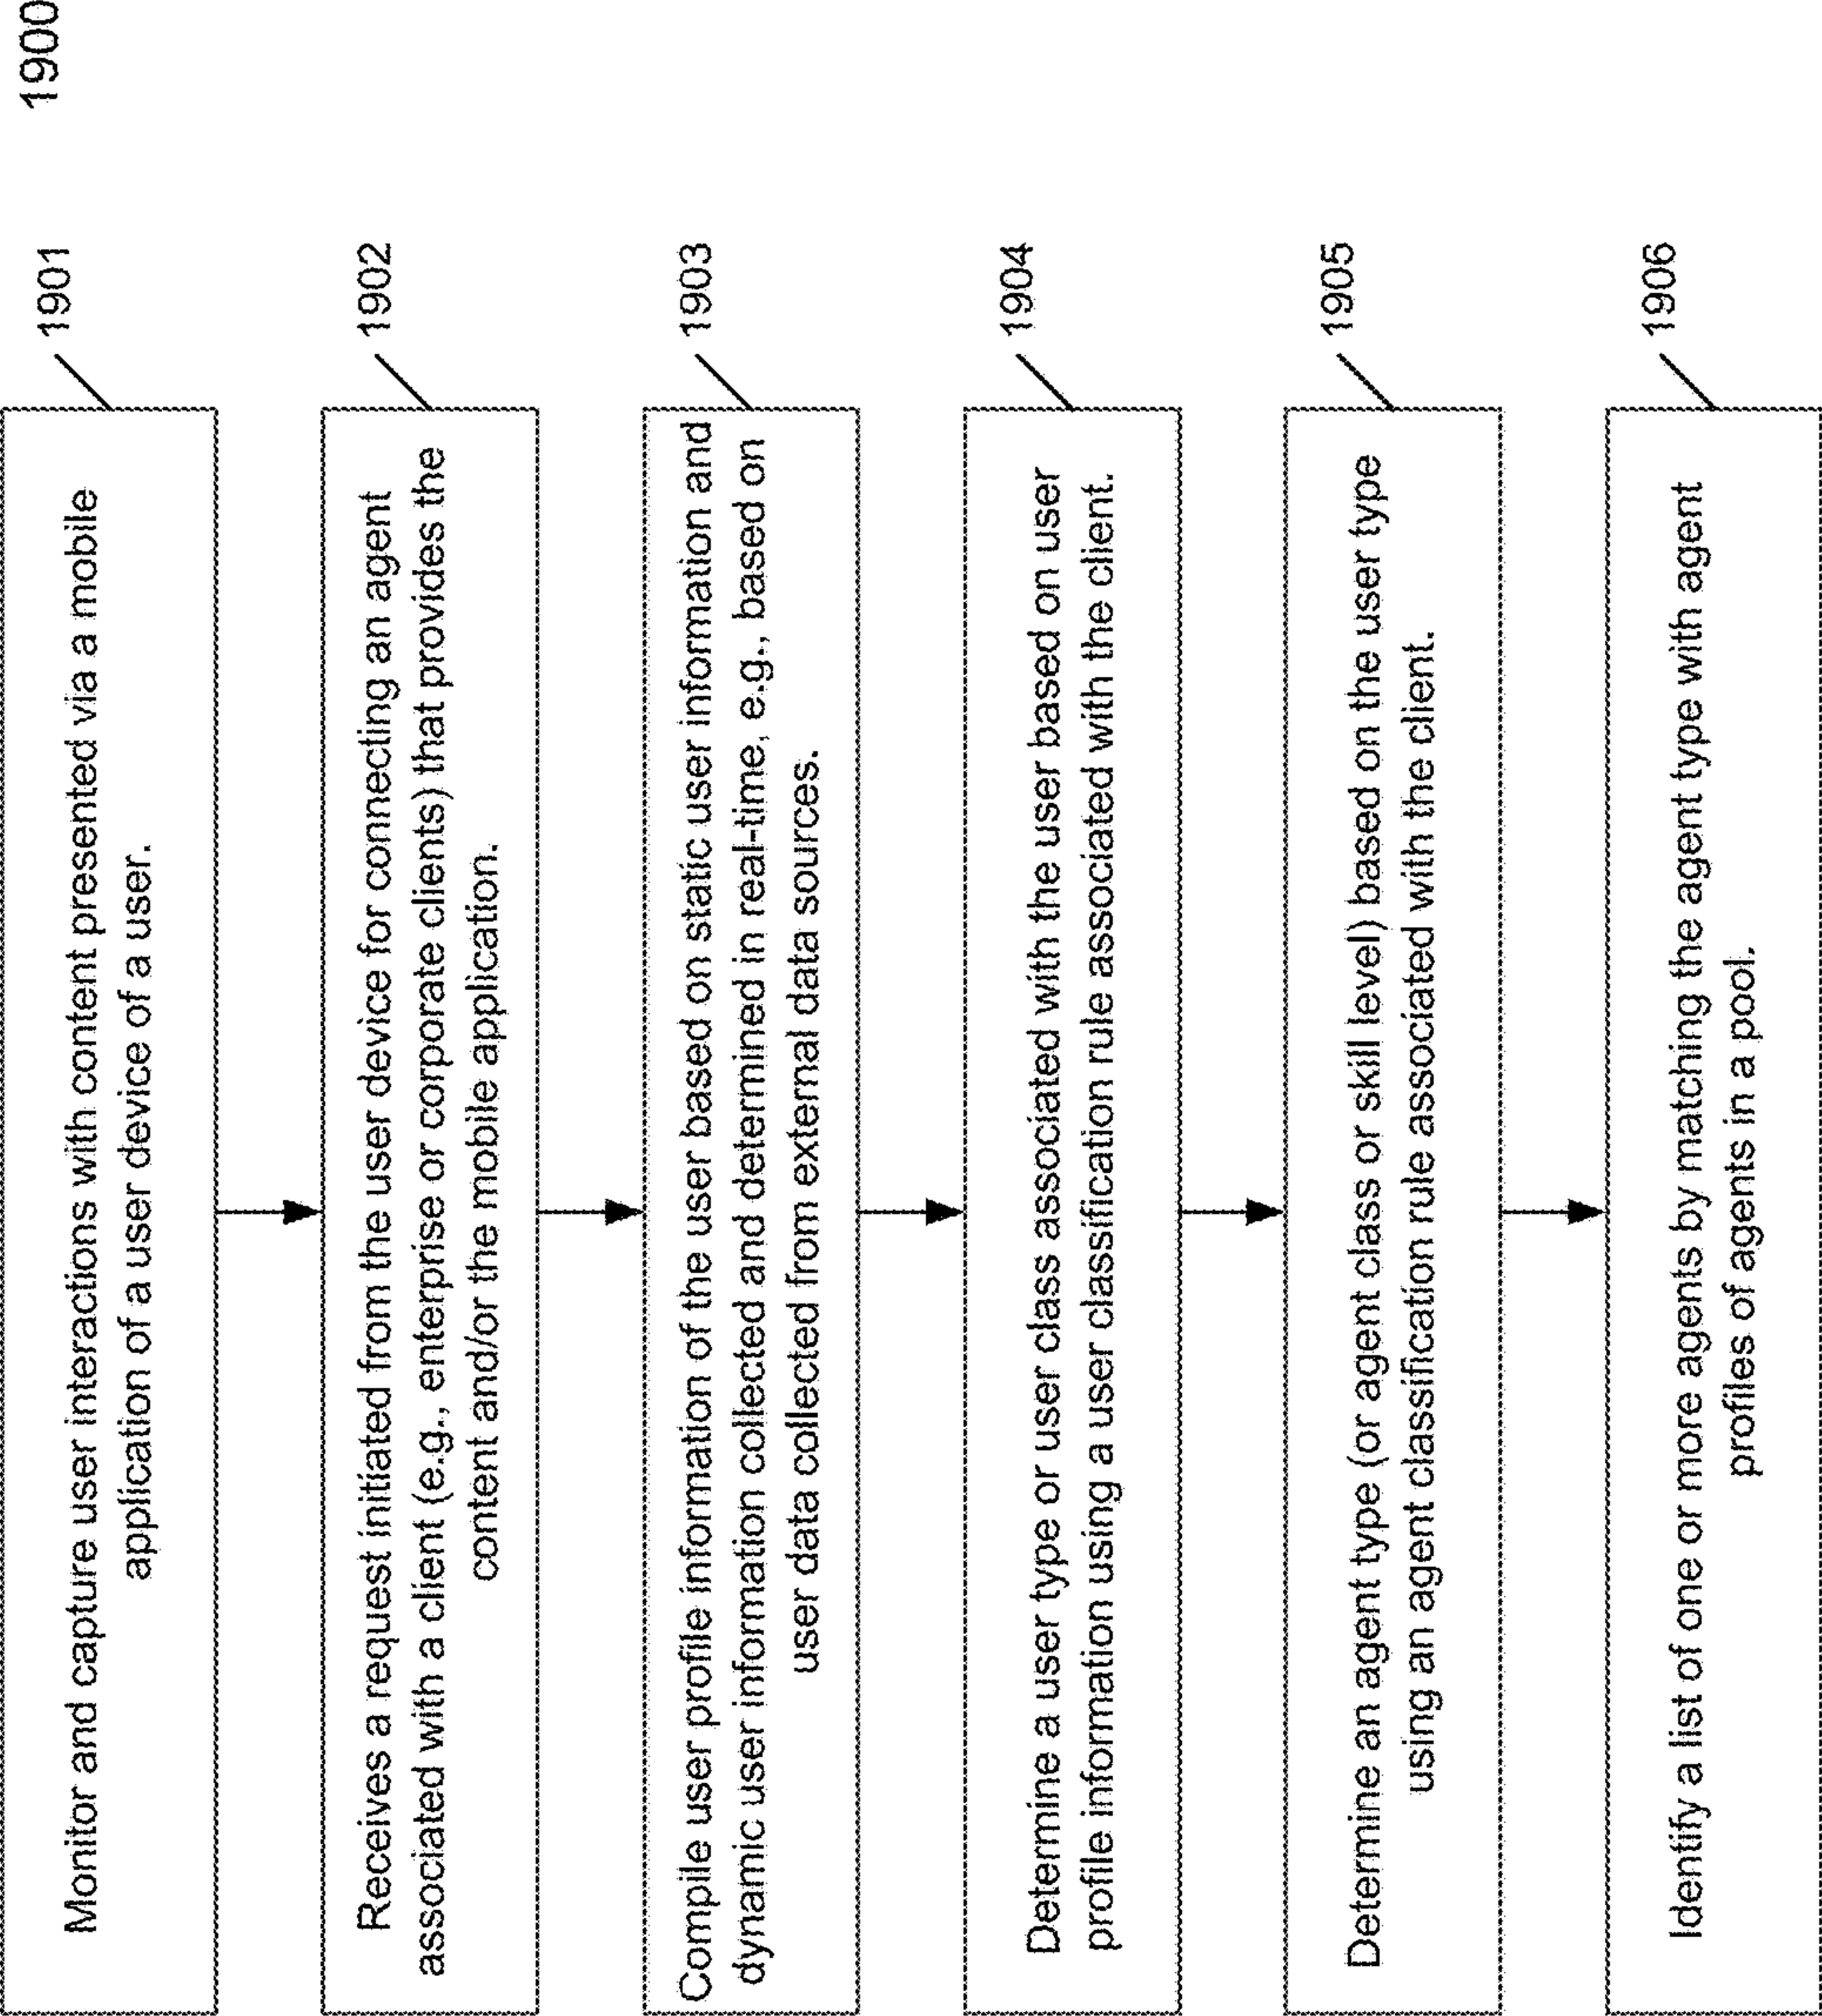 1900
1901
Monitor and capture user interactions with content presented via a mobile
application of a user device of a user.
1902
Receives a request initiated from the user device for connecting an agent
associated with a client (e.g., enterprise or corporate clients) that provides the
content and/or the mobile application.
1903
Compile user profile information of the user based on static user information and
dynamic user information collected and determined in real-time, e.g., based on
user data collected from external data sources.
1904
Determine a user type or user class associated with the user based on user
profile information using a user classification rule associated with the client.
1905
Determine an agent type (or agent class or skill level) based on the user type
using an agent classification rule associated with the client.
1906
Identify a list of one or more agents by matching the agent type with agent
profiles of agents in a pool.